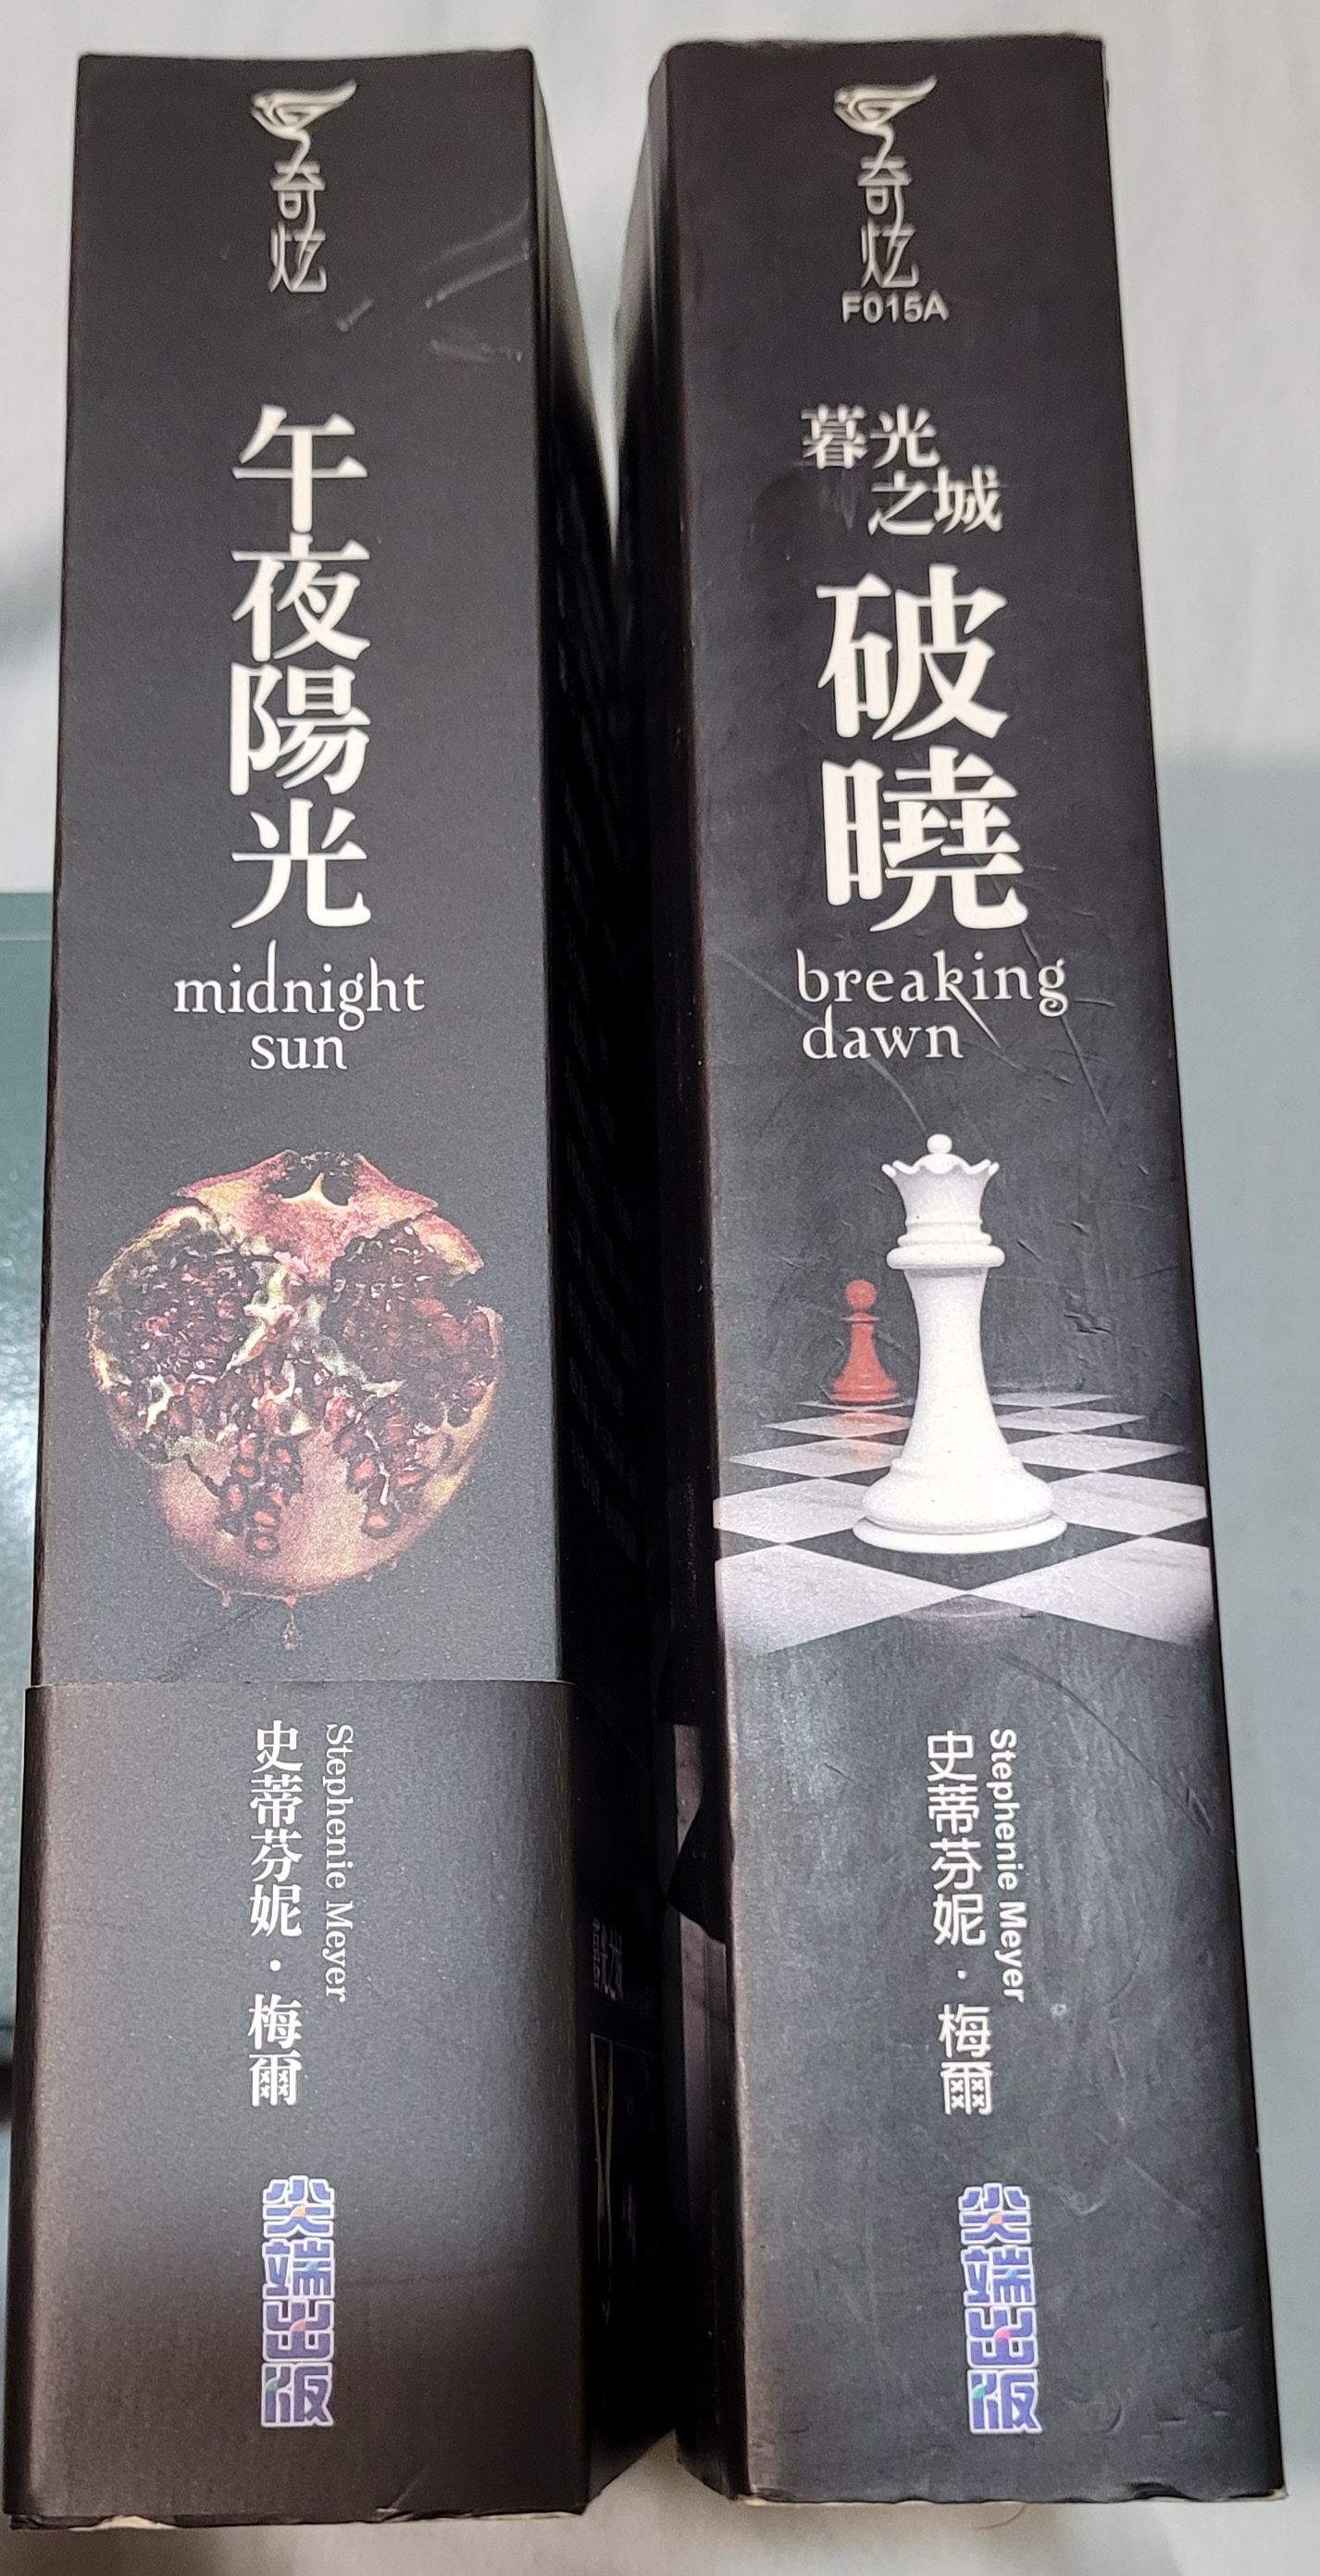 奇炫
午夜陽光
midnight
sun
Stephenie Meyer
史蒂芬妮・梅爾
尖端出版
奇炫
F015A
暮光
之城
破曉
breaking
dawn
Stephenie Meyer
史蒂芬妮・梅爾
尖端出版